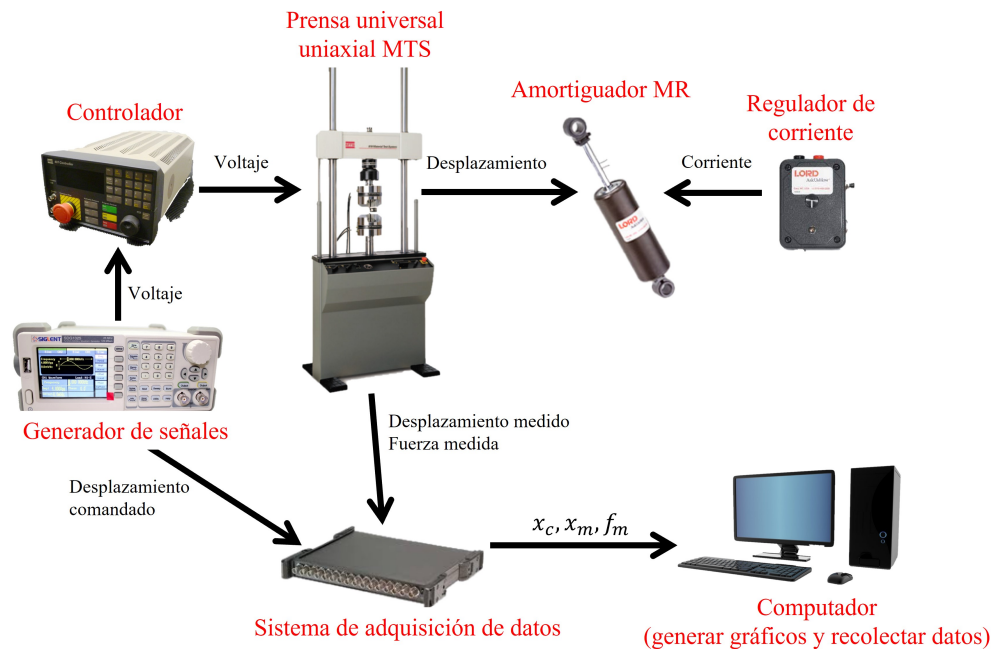 Prensa universal
uniaxial MTS
Controlador
Amortiguador MR
Regulador de
corriente
Voltaje
Desplazamiento
Corriente
LORD
LORD
Voltaje
SIGLENT
Generador de señales
Desplazamiento medido
Fuerza medida
Desplazamiento
comandado
x_c, x_m, f_m
Sistema de adquisición de datos
Computador
(generar gráficos y recolectar datos)